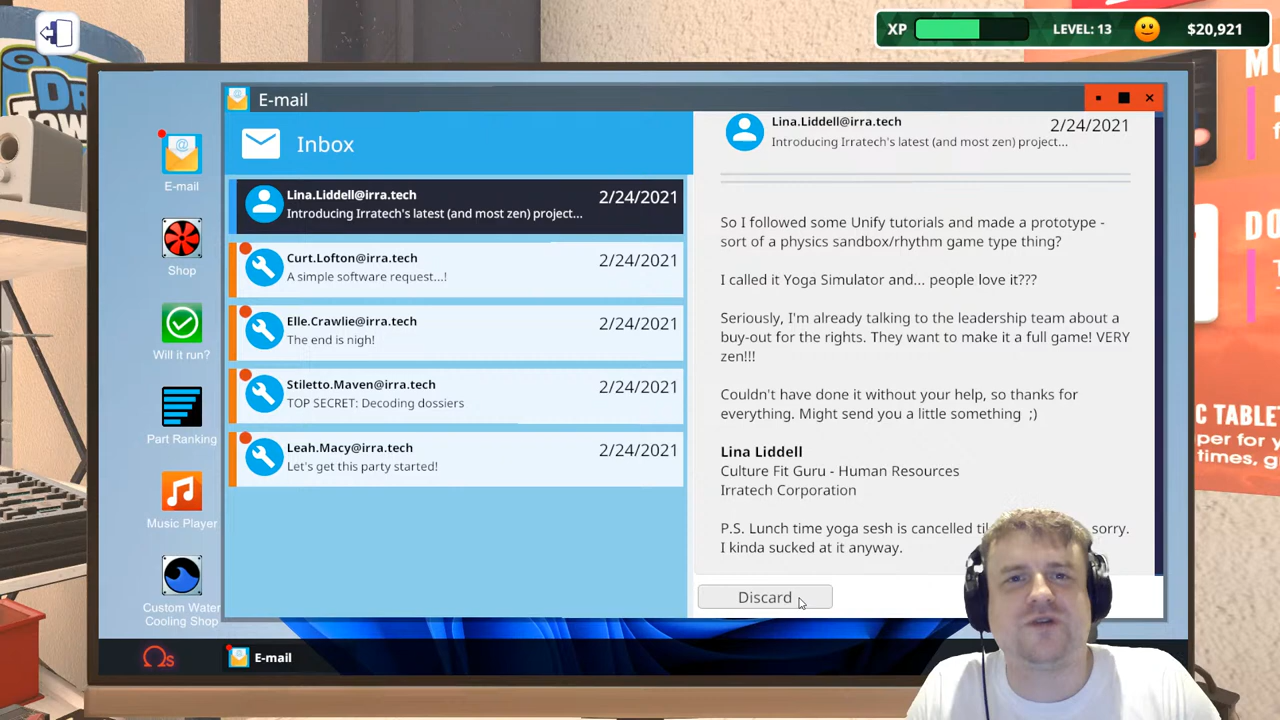 XP
LEVEL: 13
$20,921
E-mail
Inbox
Lina.Liddell@irra.tech
2/24/2021
Introducing Irratech's latest (and most zen) project...
Curt.Lofton@irra.tech
2/24/2021
A simple software request...!
Elle.Crawlie@irra.tech
2/24/2021
The end is nigh!
Stiletto.Maven@irra.tech
2/24/2021
TOP SECRET: Decoding dossiers
Leah.Macy@irra.tech
2/24/2021
Let's get this party started!
Lina.Liddell@irra.tech
2/24/2021
Introducing Irratech's latest (and most zen) project...
So I followed some Unify tutorials and made a prototype -
sort of a physics sandbox/rhythm game type thing?
I called it Yoga Simulator and... people love it???
Seriously, I'm already talking to the leadership team about a
buy-out for the rights. They want to make it a full game! VERY
zen!!!
Couldn't have done it without your help, so thanks for
everything. Might send you a little something ;)
Lina Liddell
Culture Fit Guru - Human Resources
Irratech Corporation
P.S. Lunch time yoga sesh is cancelled sorry.
I kinda sucked at it anyway.
Discard
E-mail
Shop
Will it run?
Part Ranking
Music Player
Custom Water
Cooling Shop
Ωs
E-mail
C TABLET
per for y
times, g